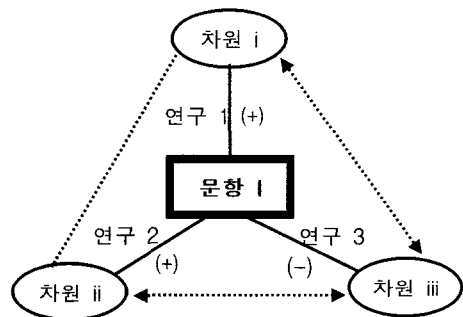 차원 i
연구 1 (+)
문항 I
연구 2
연구 3
(+)
(-)
차원 ii
차원 iii